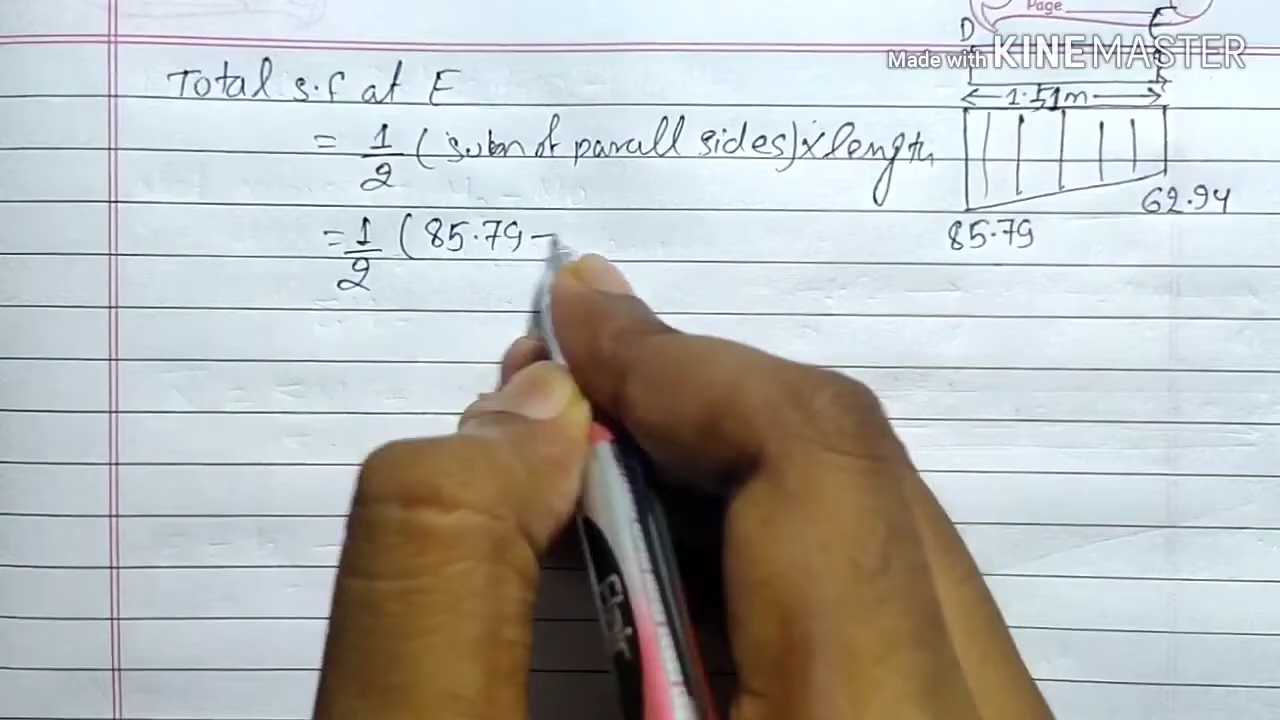 Page
D
Made with KINEMASTER
Total s.f at E
1.51m
= 1/2 (sum of parall sides) x length
62.94
= 1/2 ( 85.79 -
85.79
Elair